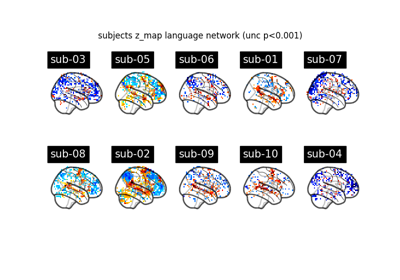 subjects z_map language network (unc p<0.001)
sub-03 sub-05 sub-06 sub-01 sub-07
sub-08 sub-02 sub-09 sub-10 sub-04